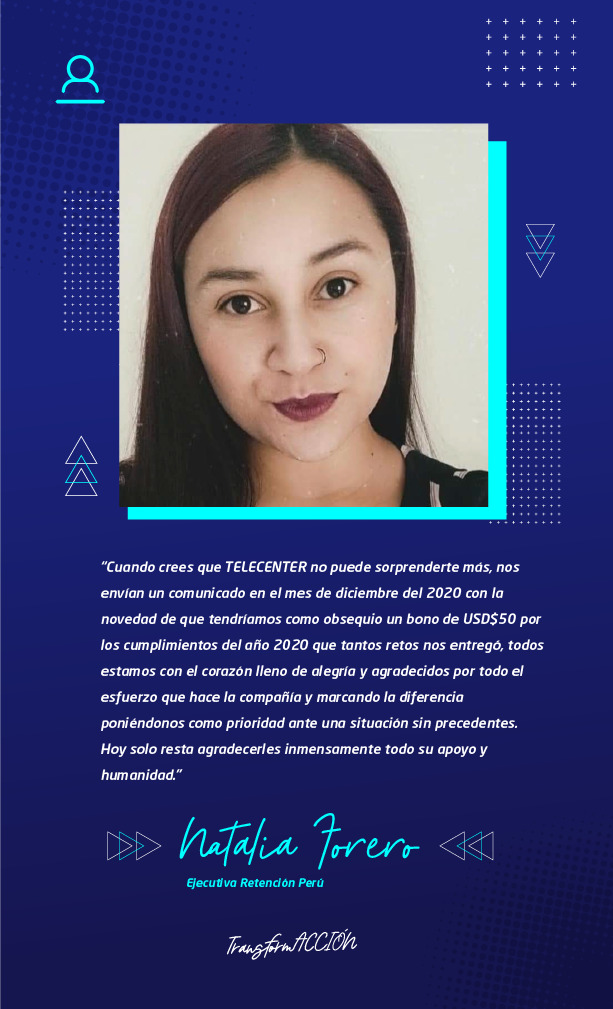 “Cuando crees que TELECENTER no puede sorprenderte más, nos
envían un comunicado en el mes de diciembre del 2020 con la
novedad de que tendríamos como obsequio un bono de USD$50 por
los cumplimientos del año 2020 que tantos retos nos entregó, todos
estamos con el corazón lleno de alegría y agradecidos por todo el
esfuerzo que hace la compañía y marcando la diferencia
poniéndonos como prioridad ante una situación sin precedentes.
Hoy solo resta agradecerles inmensamente todo su apoyo y
humanidad.”
Natalia Forero
Ejecutiva Retención Perú
TransformACCIÓN